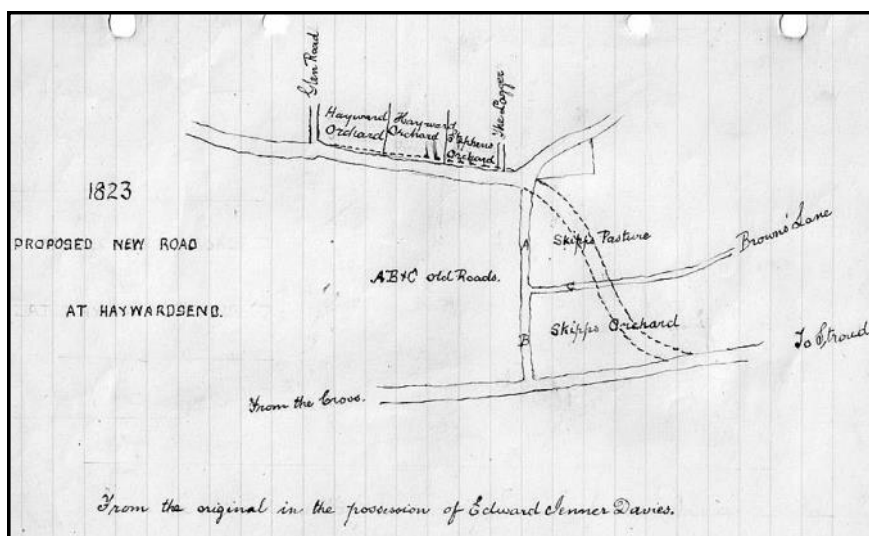 Glen Road
Hayward
Orchard
Hayward
Orchard
Stephens
Orchard
The Lagger
1823
PROPOSED NEW ROAD
AT HAYWARDSEND.
A B & C old Roads.
A
Skipps Pasture
Browns' Lane
C
Skipps Orchard
B
To Stroud
From the Cross.
From the original in the possession of Edward Jenner Davies.